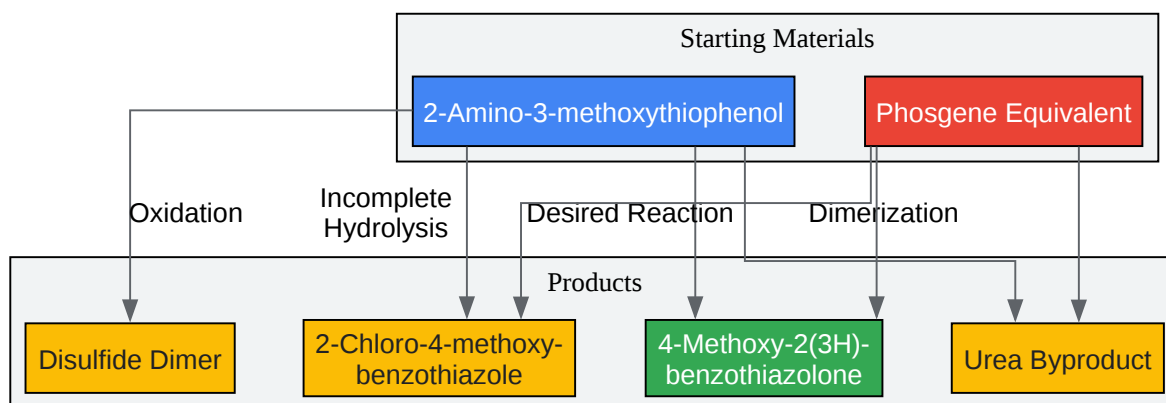 Starting Materials
2-Amino-3-methoxythiophenol
Phosgene Equivalent
Oxidation
Incomplete
Hydrolysis
Desired Reaction
Dimerization
Products
Disulfide Dimer
2-Chloro-4-methoxy-
benzothiazole
4-Methoxy-2(3H)-
benzothiazolone
Urea Byproduct